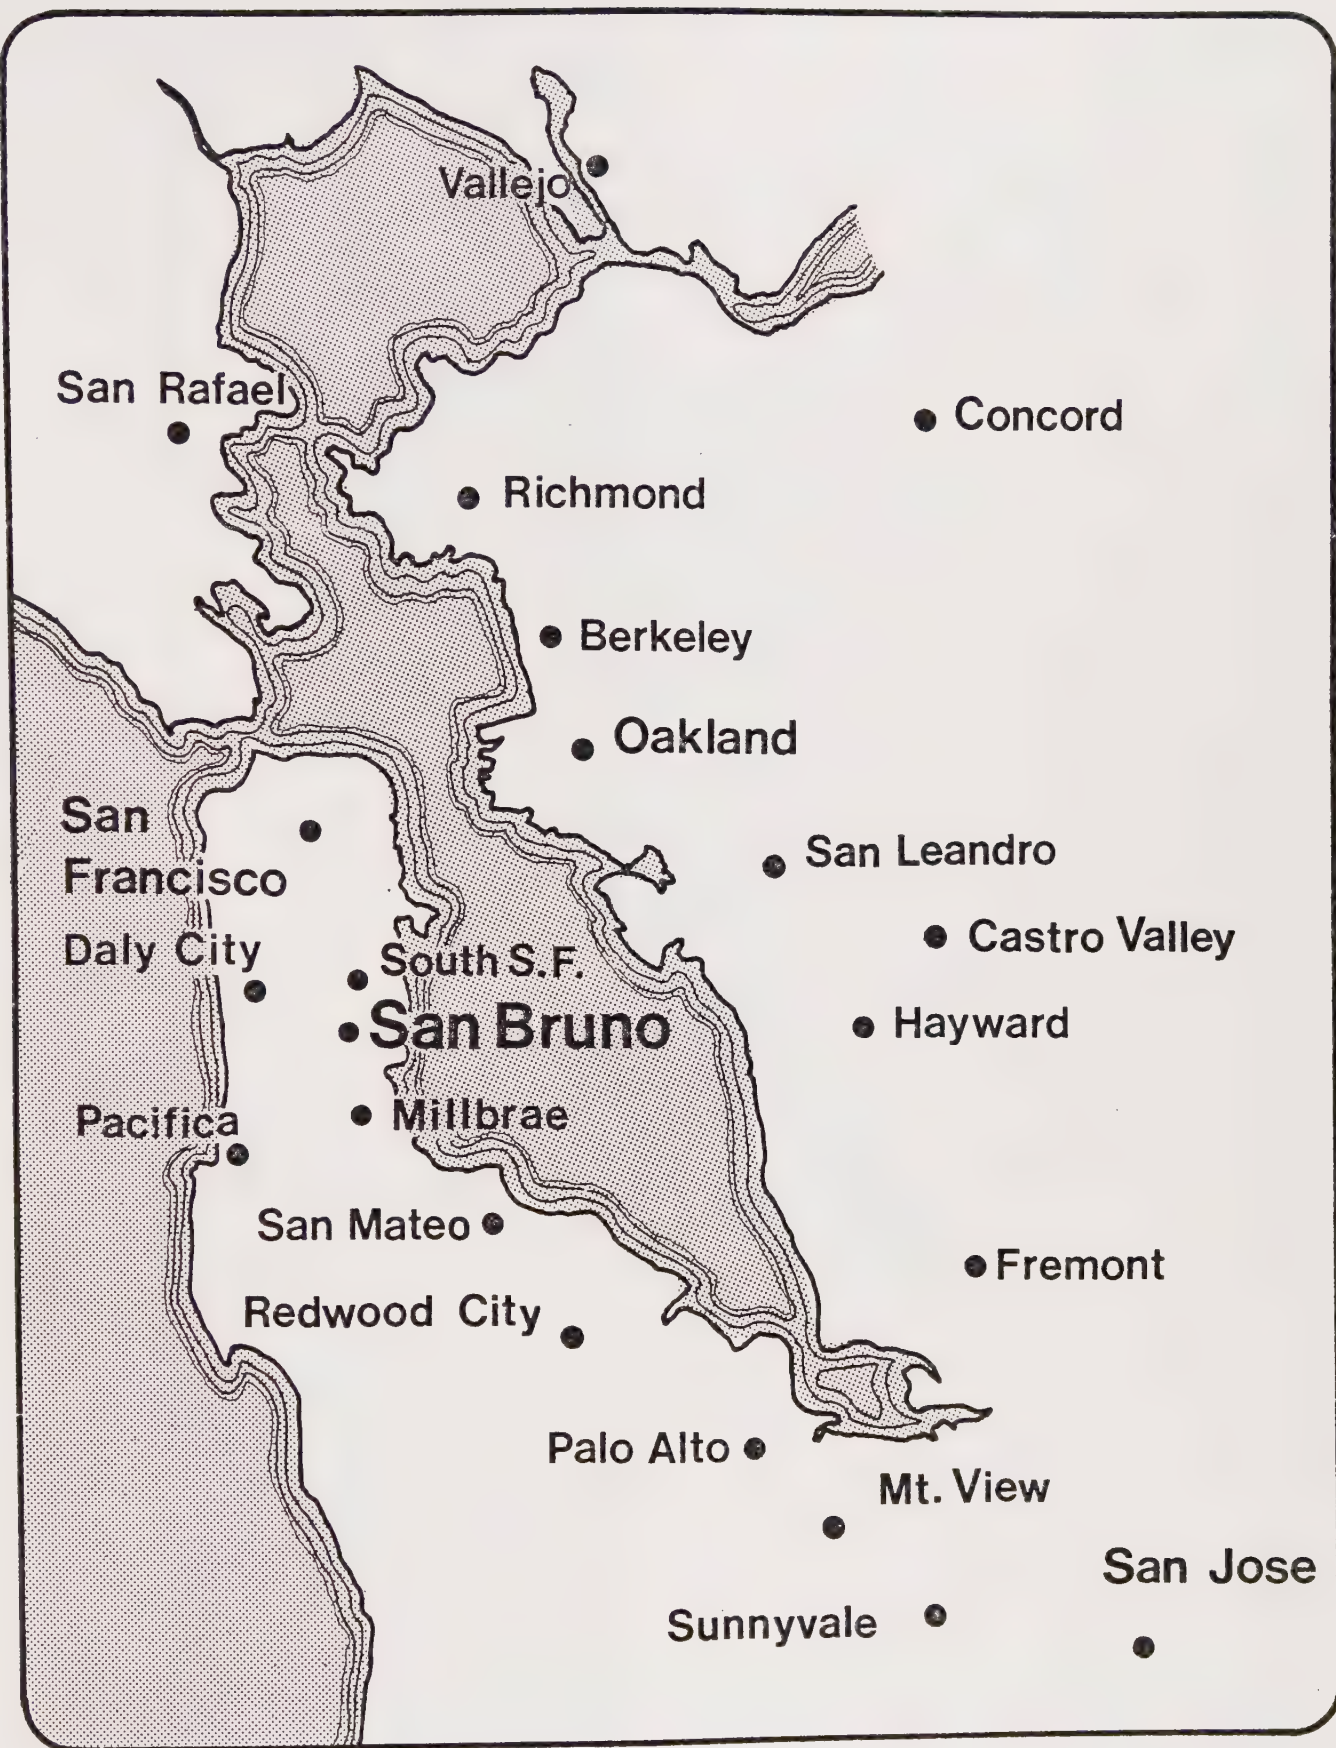 Vallejo
San Rafael
Concord
Richmond
Berkeley
Oakland
San
Francisco
San Leandro
Daly City
Castro Valley
South S.F.
San Bruno
Hayward
Pacifica
Millbrae
San Mateo
Fremont
Redwood City
Palo Alto
Mt. View
San Jose
Sunnyvale